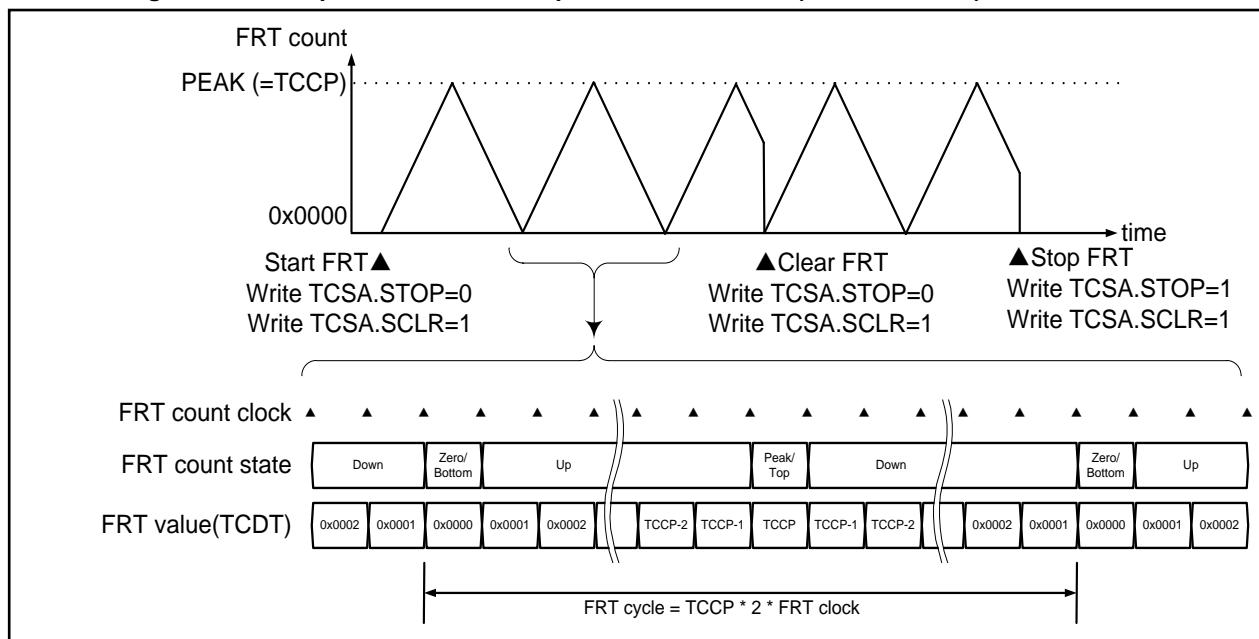 FRT count
PEAK (=TCCP)
0x0000
time
Start FRT▲
Write TCSA.STOP=0
Write TCSA.SCLR=1
▲Clear FRT
Write TCSA.STOP=0
Write TCSA.SCLR=1
▲Stop FRT
Write TCSA.STOP=1
Write TCSA.SCLR=1
FRT count clock
FRT count state
Down
Zero/
Bottom
Up
Peak/
Top
Down
Zero/
Bottom
Up
FRT value(TCDT)
0x0002 0x0001 0x0000 0x0001 0x0002 TCCP-2 TCCP-1 TCCP TCCP-1 TCCP-2 0x0002 0x0001 0x0000 0x0001 0x0002
FRT cycle = TCCP * 2 * FRT clock